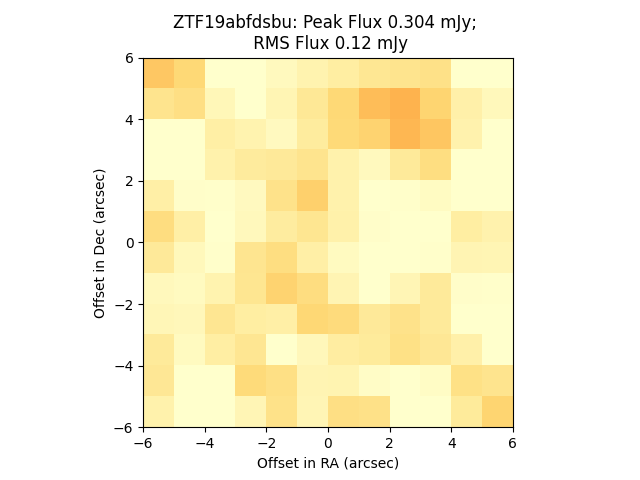 ZTF19abfdsbu: Peak Flux 0.304 mJy;
RMS Flux 0.12 mJy
6
4
2
0
−2
−4
−6
Offset in Dec (arcsec)
−6 −4 −2 0 2 4 6
Offset in RA (arcsec)